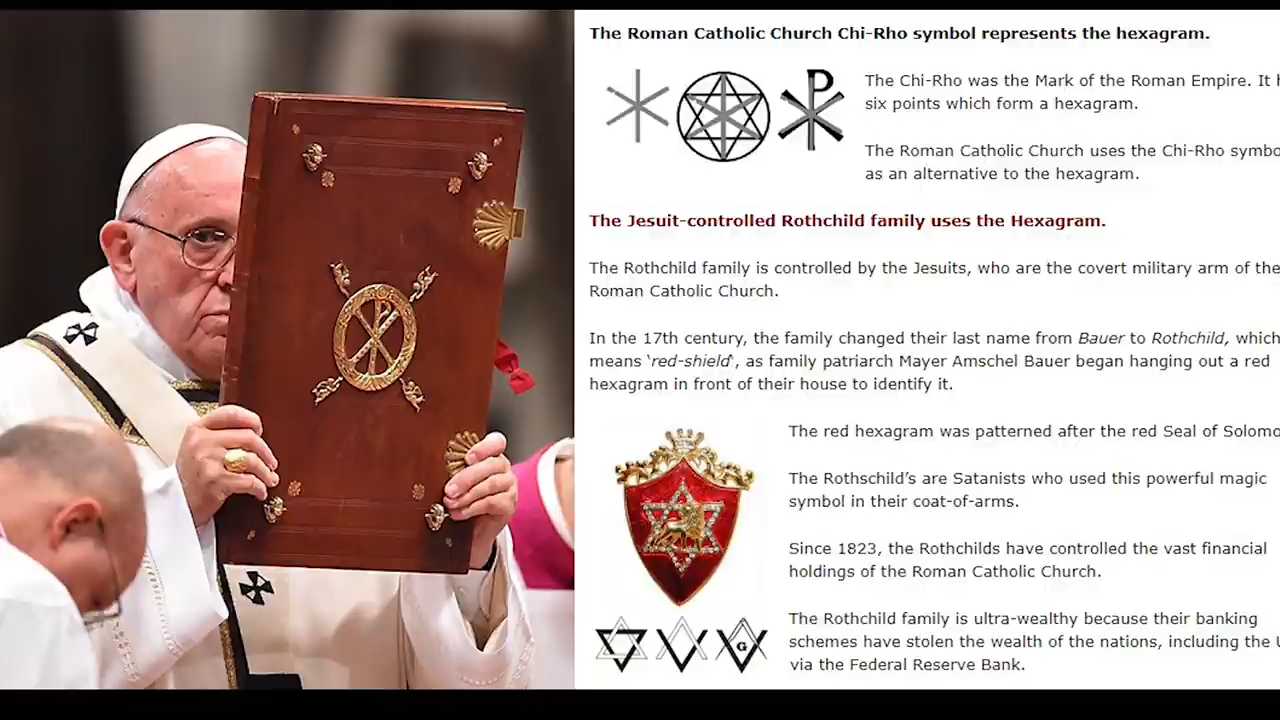 The Roman Catholic Church Chi-Rho symbol represents the hexagram.
The Chi-Rho was the Mark of the Roman Empire. It
six points which form a hexagram.
The Roman Catholic Church uses the Chi-Rho
as an alternative to the hexagram.
The Jesuit-controlled Rothchild family uses the Hexagram.
The Rothchild family is controlled by the Jesuits, who are the covert military arm of the
Roman Catholic Church.
In the 17th century, the family changed their last name from Bauer to Rothchild, which
means 'red-shield', as family patriarch Mayer Amschel Bauer began hanging out a red
hexagram in front of their house to identify it.
The red hexagram was patterned after the red Seal of
The Rothschild's are Satanists who used this powerful magic
symbol in their coat-of-arms.
Since 1823, the Rothchilds have controlled the vast financial
holdings of the Roman Catholic Church.
The Rothchild family is ultra-wealthy because their banking
schemes have stolen the wealth of the nations, including the
via the Federal Reserve Bank.
G